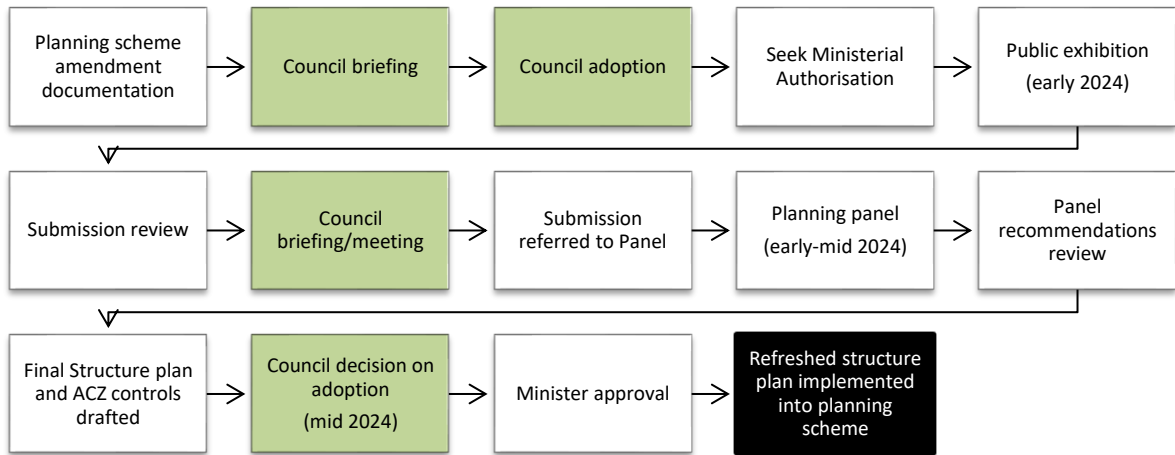 Planning scheme
amendment
documentation
Council briefing
Council adoption
Seek Ministerial
Authorisation
Public exhibition
(early 2024)
Submission review
Council
briefing/meeting
Submission
referred to Panel
Planning panel
(early-mid 2024)
Panel
recommendations
review
Final Structure plan
and ACZ controls
drafted
Council decision on
adoption
(mid 2024)
Minister approval
Refreshed structure
plan implemented
into planning
scheme